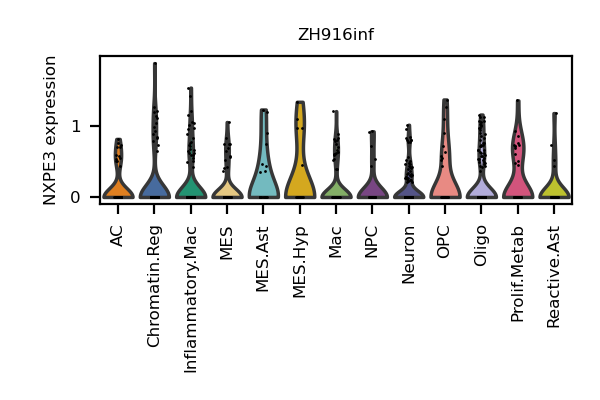 ZH916inf
NXPE3 expression
1
0
AC
Chromatin.Reg
Inflammatory.Mac
MES
MES.Ast
MES.Hyp
Mac
NPC
Neuron
OPC
Oligo
Prolif.Metab
Reactive.Ast